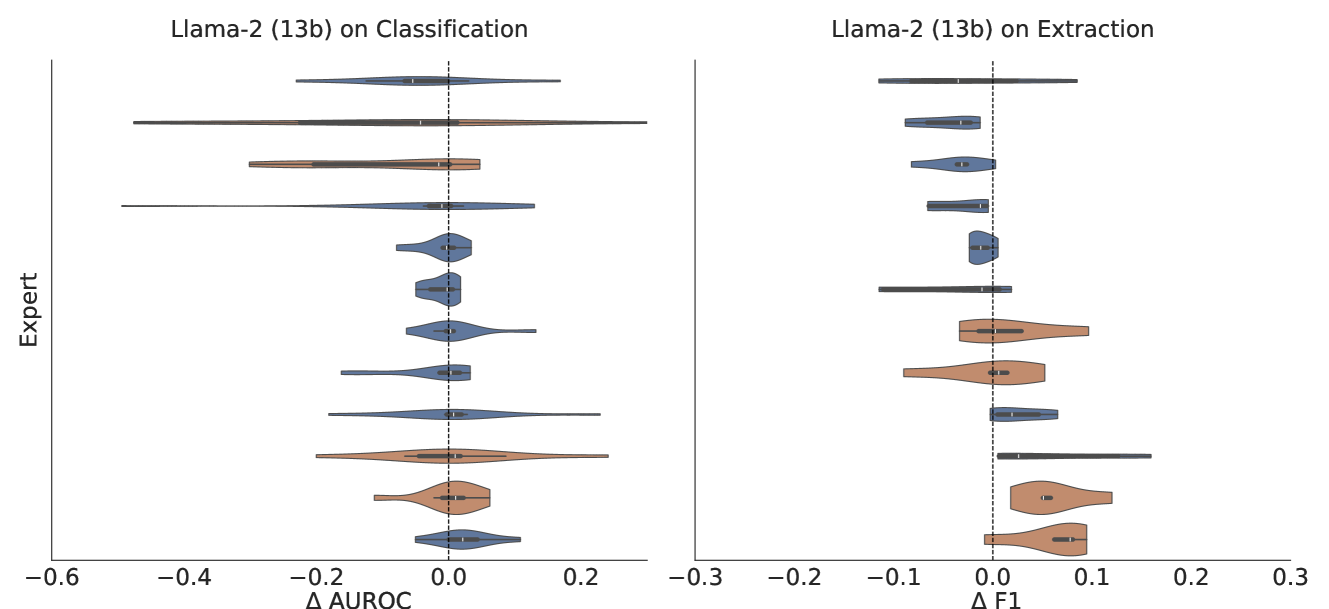 Llama-2 (13b) on Classification
Llama-2 (13b) on Extraction
Expert
−0.6 −0.4 −0.2 0.0 0.2
Δ AUROC
−0.3 −0.2 −0.1 0.0 0.1 0.2 0.3
Δ F1